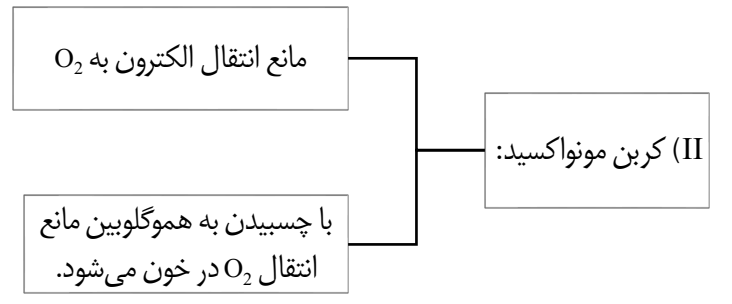 II) کربن مونواکسید:
مانع انتقال الکترون به O₂
با چسبیدن به هموگلوبین مانع
انتقال O₂ در خون می‌شود.